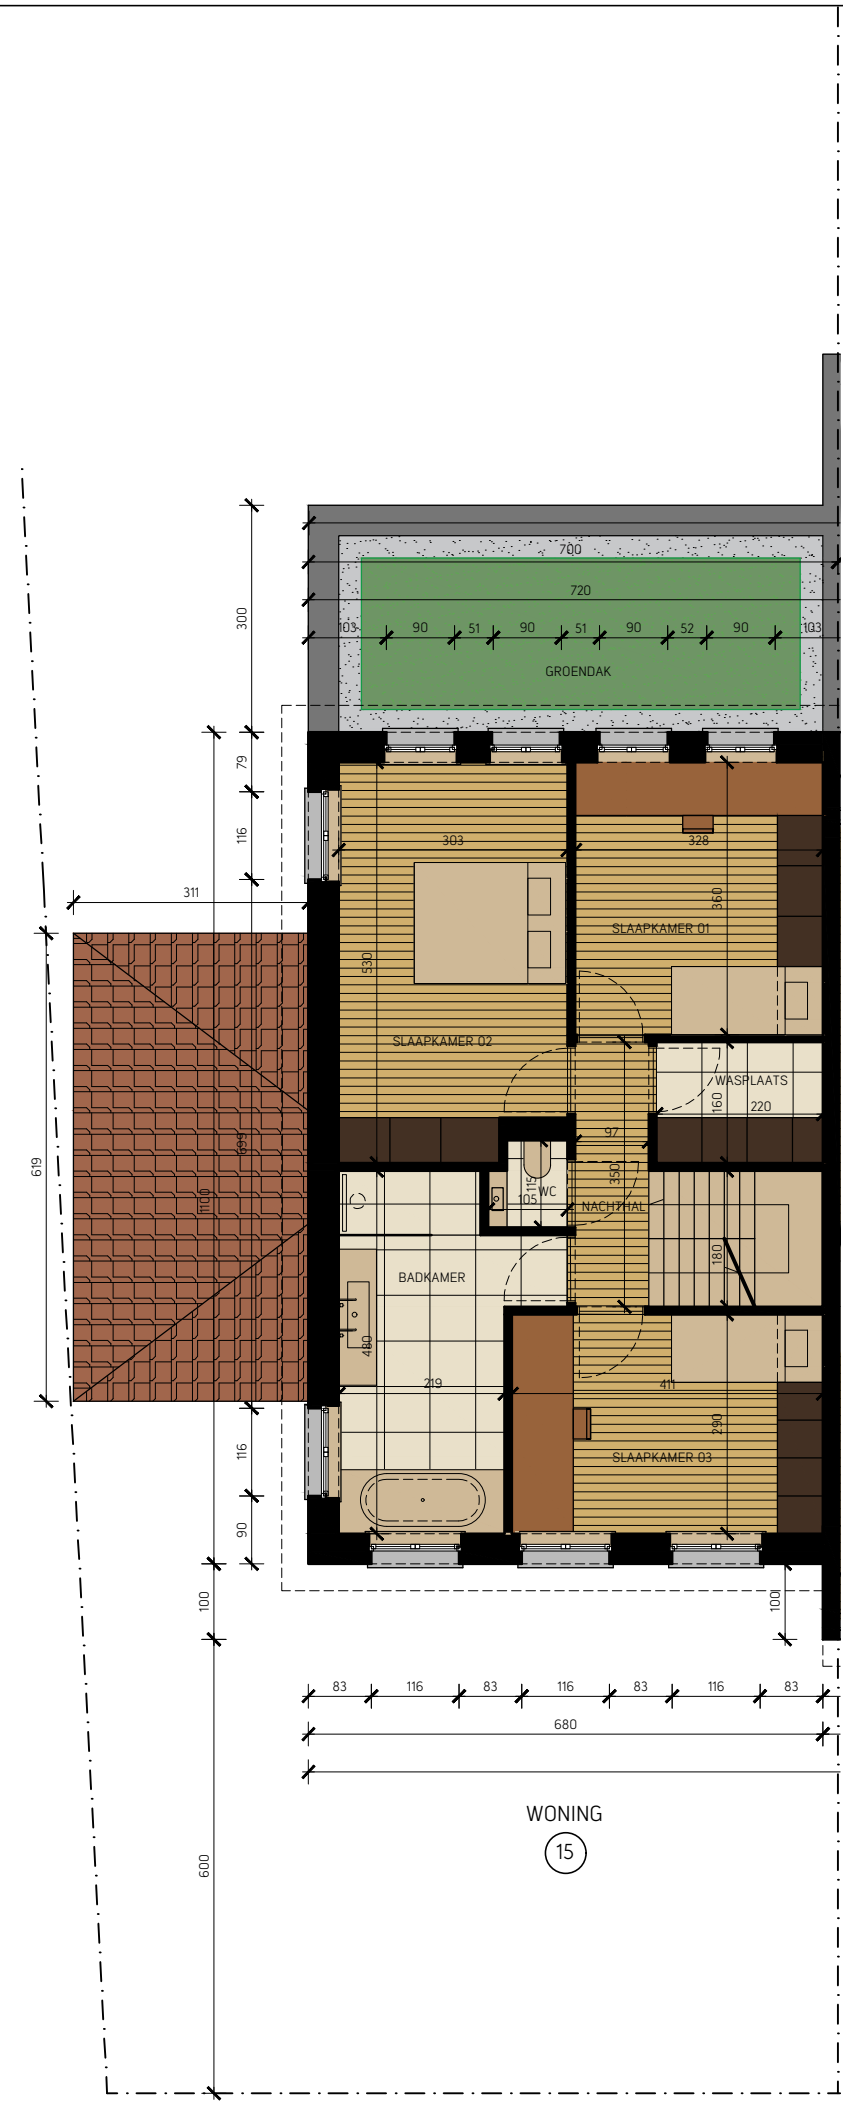 700
720
300
103 90 51 90 51 90 52 90 103
GROENDAK
79
116
303
328
311
360
SLAAPKAMER 01
530
SLAAPKAMER 02
WASPLAATS
160
220
97
699
619
1100
350
115
WC
105
NACHTHAL
180
BADKAMER
480
219
411
290
SLAAPKAMER 03
116
90
100
100
83 116 83 116 83 116 83
680
WONING
15
600